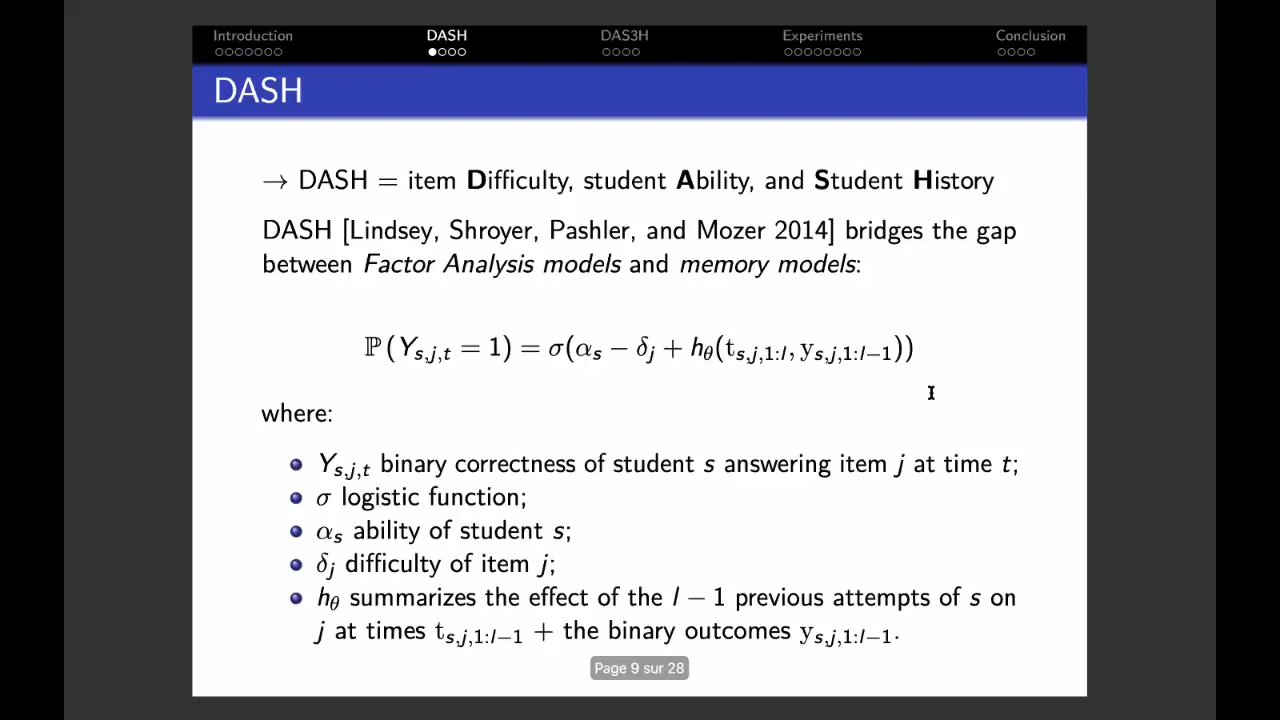 Introduction DASH DAS3H Experiments Conclusion
DASH
→ DASH = item Difficulty, student Ability, and Student History
DASH [Lindsey, Shroyer, Pashler, and Mozer 2014] bridges the gap
between Factor Analysis models and memory models:
ℙ (Y_{s,j,t} = 1) = σ(α_s − δ_j + h_θ(t_{s,j,1:l}, y_{s,j,1:l−1}))
where:
Y_{s,j,t} binary correctness of student s answering item j at time t;
σ logistic function;
α_s ability of student s;
δ_j difficulty of item j;
h_θ summarizes the effect of the l − 1 previous attempts of s on
j at times t_{s,j,1:l−1} + the binary outcomes y_{s,j,1:l−1}.
Page 9 sur 28